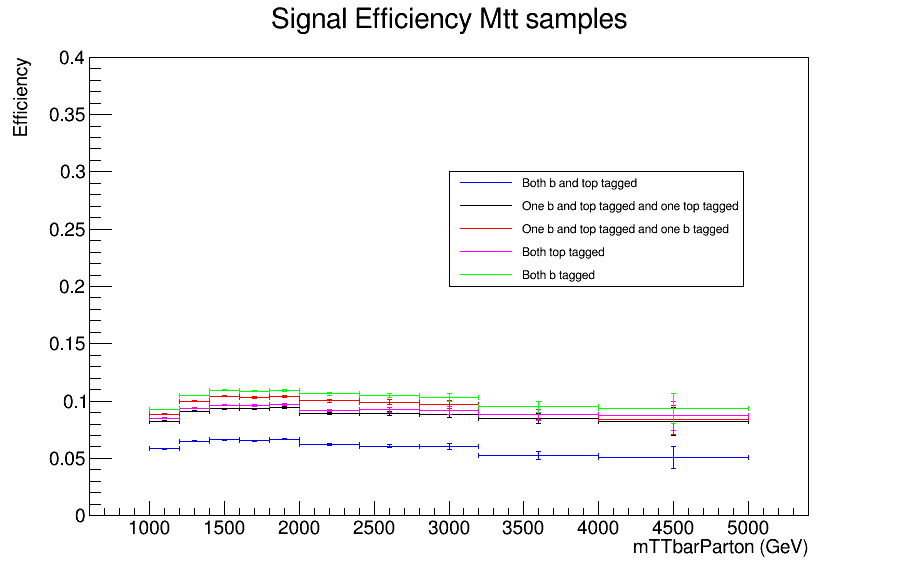 Signal Efficiency Mtt samples
Efficiency
0.4
0.35
0.3
0.25
0.2
0.15
0.1
0.05
0
Both b and top tagged
One b and top tagged and one top tagged
One b and top tagged and one b tagged
Both top tagged
Both b tagged
1000 1500 2000 2500 3000 3500 4000 4500 5000
mTTbarParton (GeV)